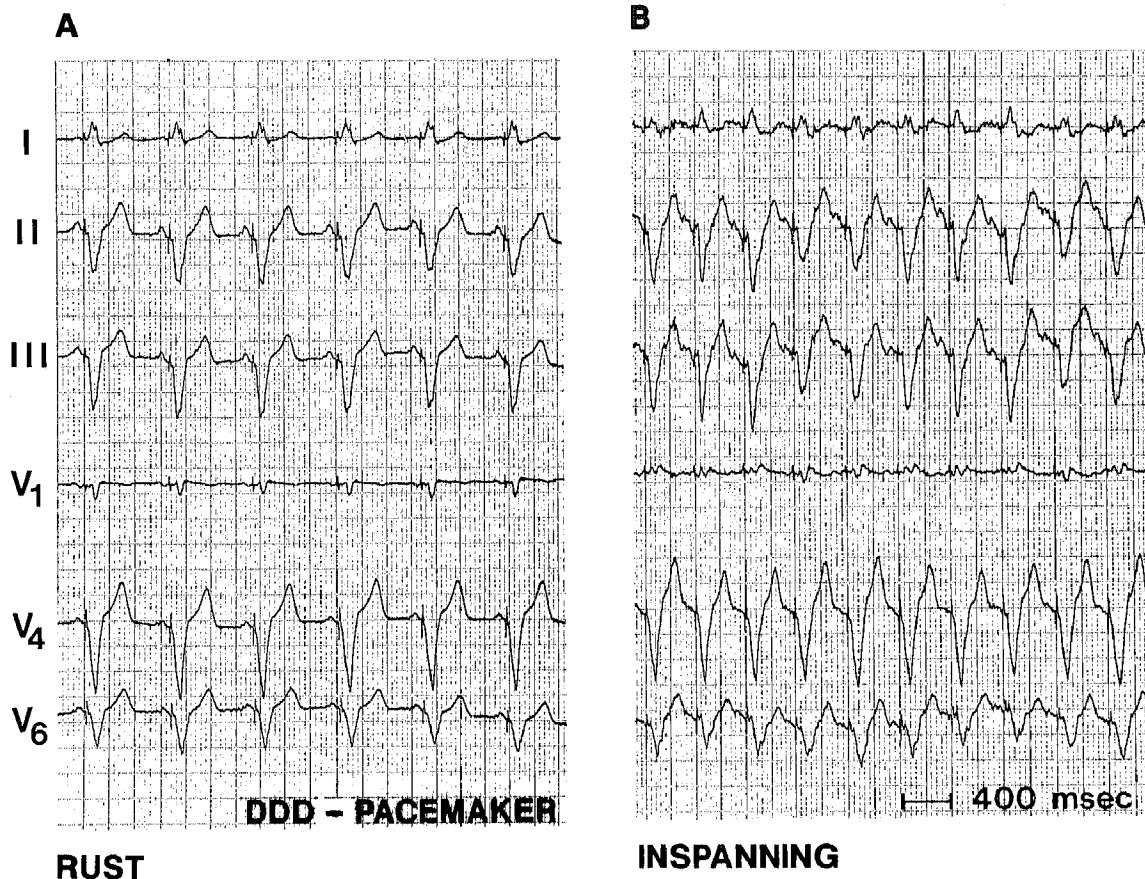 A
B
I
II
III
V1
V4
V6
DDD - PACEMAKER
400 msec
RUST
INSPANNING